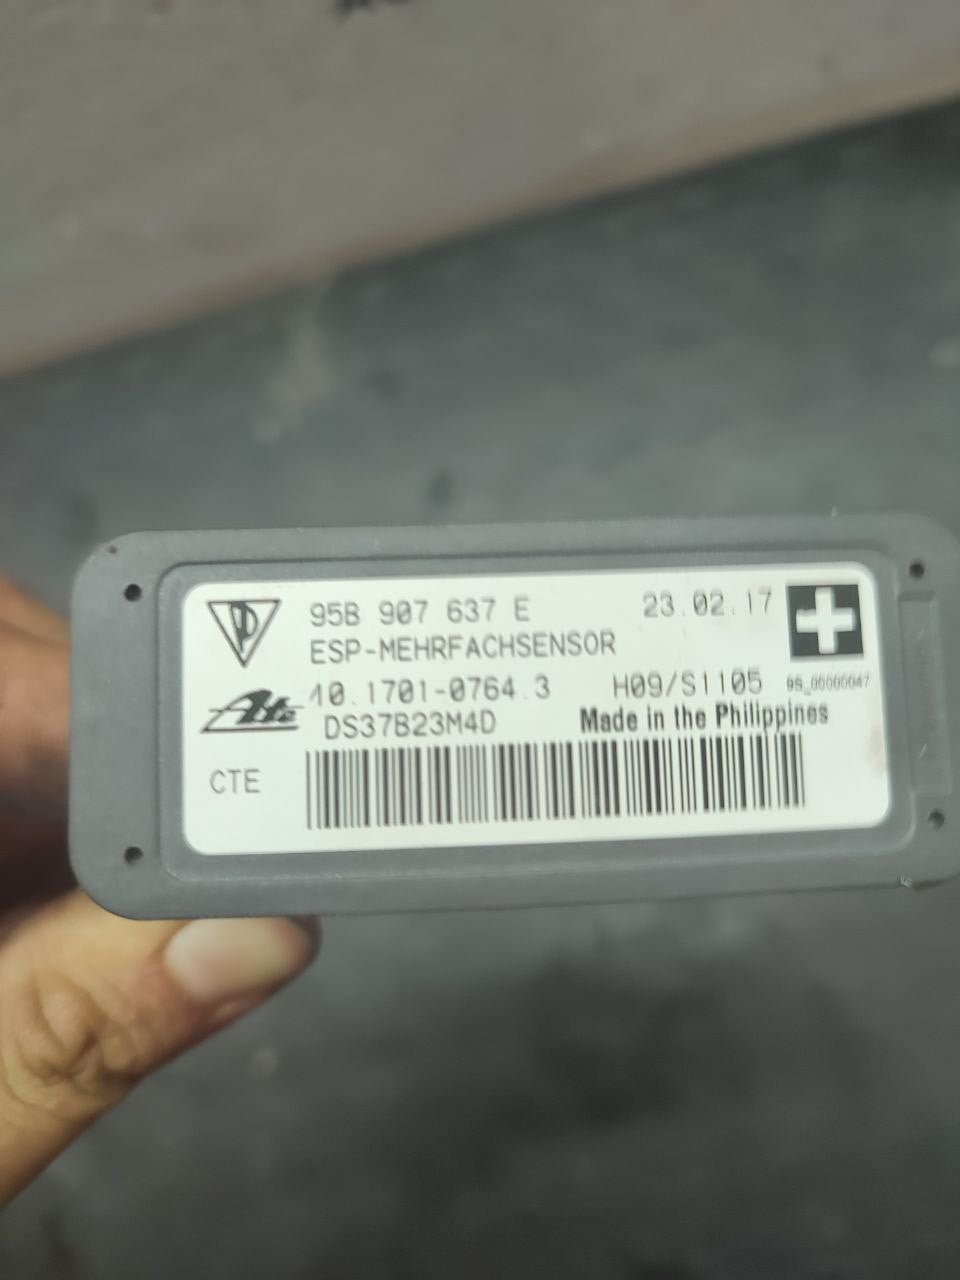 95B 907 637 E 23.02.17
ESP-MEHRFACHSENSOR
Ate 10.1701-0764.3 H09/S1105
DS37B23M4D Made in the Philippines
CTE